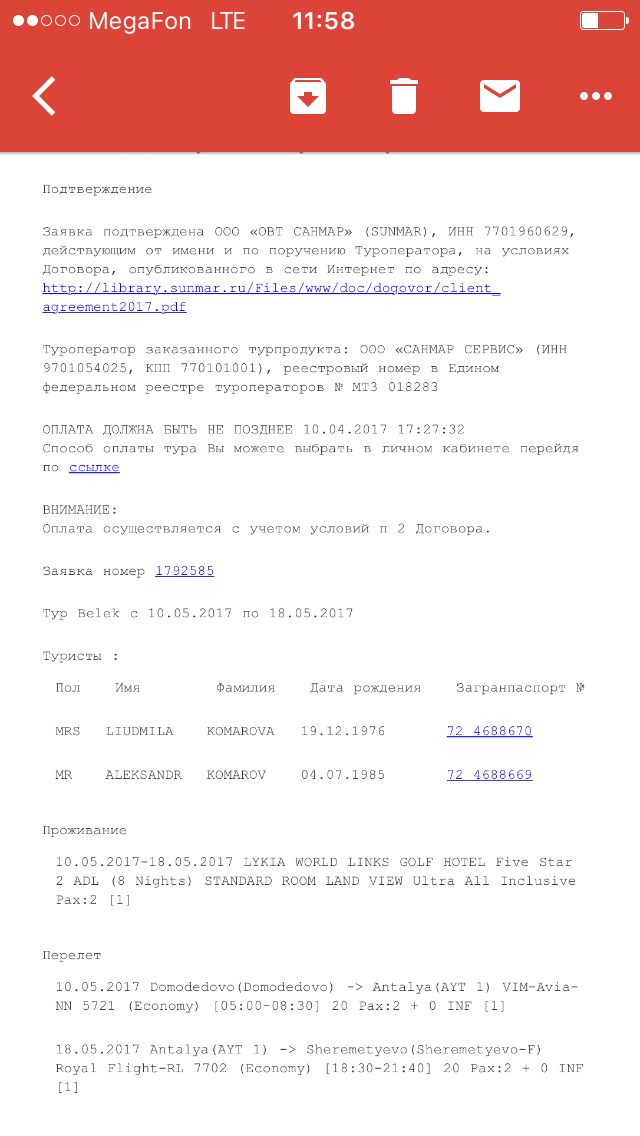 MegaFon LTE 11:58
Подтверждение
Заявка подтверждена ООО «ОВТ САНМАР» (SUNMAR), ИНН 7701960629,
действующим от имени и по поручению Туроператора, на условиях
Договора, опубликованного в сети Интернет по адресу:
http://library.sunmar.ru/Files/www/doc/dogovor/client_
agreement2017.pdf
Туроператор заказанного турпродукта: ООО «САНМАР СЕРВИС» (ИНН
9701054025, КПП 770101001), реестровый номер в Едином
федеральном реестре туроператоров № МТ3 018283
ОПЛАТА ДОЛЖНА БЫТЬ НЕ ПОЗДНЕЕ 10.04.2017 17:27:32
Способ оплаты тура Вы можете выбрать в личном кабинете перейдя
по ссылке
ВНИМАНИЕ:
Оплата осуществляется с учетом условий п 2 Договора.
Заявка номер 1792585
Тур Belek с 10.05.2017 по 18.05.2017
Туристы :
Пол Имя Фамилия Дата рождения Загранпаспорт №
MRS LIUDMILA KOMAROVA 19.12.1976 72 4688670
MR ALEKSANDR KOMAROV 04.07.1985 72 4688669
Проживание
10.05.2017-18.05.2017 LYKIA WORLD LINKS GOLF HOTEL Five Star
2 ADL (8 Nights) STANDARD ROOM LAND VIEW Ultra All Inclusive
Pax:2 [1]
Перелет
10.05.2017 Domodedovo(Domodedovo) -> Antalya(AYT 1) VIM-Avia-
NN 5721 (Economy) [05:00-08:30] 20 Pax:2 + 0 INF [1]
18.05.2017 Antalya(AYT 1) -> Sheremetyevo(Sheremetyevo-F)
Royal Flight-RL 7702 (Economy) [18:30-21:40] 20 Pax:2 + 0 INF
[1]